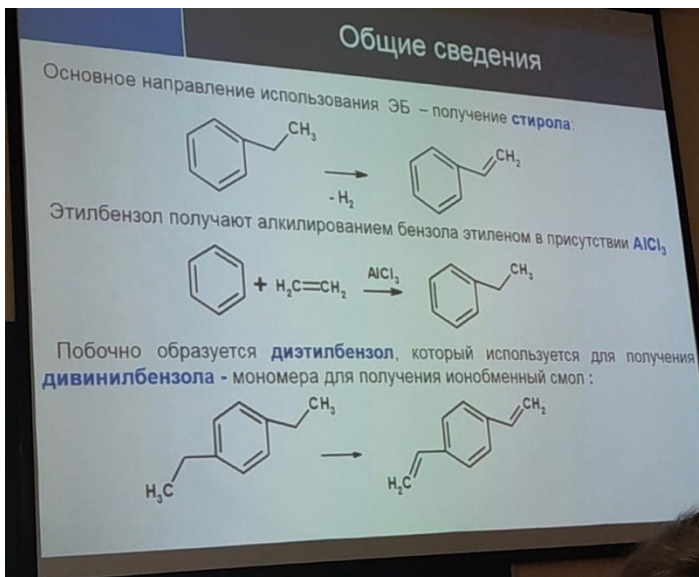 Общие сведения
Основное направление использования ЭБ – получение стирола:
CH₃
CH₂
- H₂
Этилбензол получают алкилированием бензола этиленом в присутствии AlCl₃
+ H₂C=CH₂
AlCl₃
CH₃
Побочно образуется диэтилбензол, который используется для получения
дивинилбензола - мономера для получения ионобменный смол :
CH₃
CH₂
H₃C
H₂C